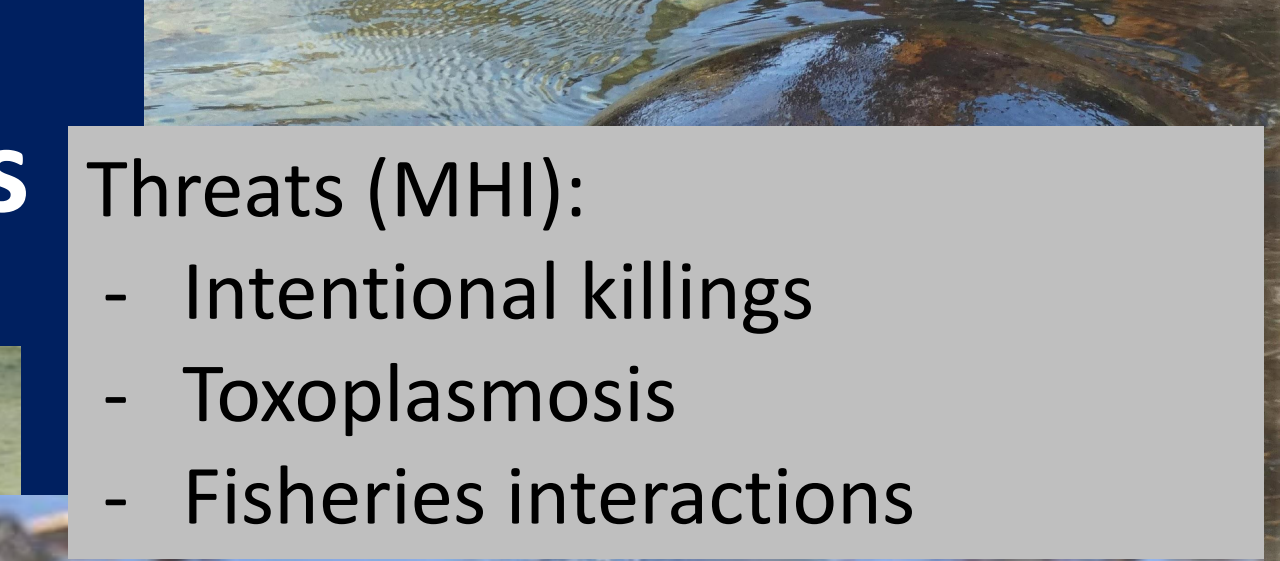 s
Threats (MHI):
- Intentional killings
- Toxoplasmosis
- Fisheries interactions